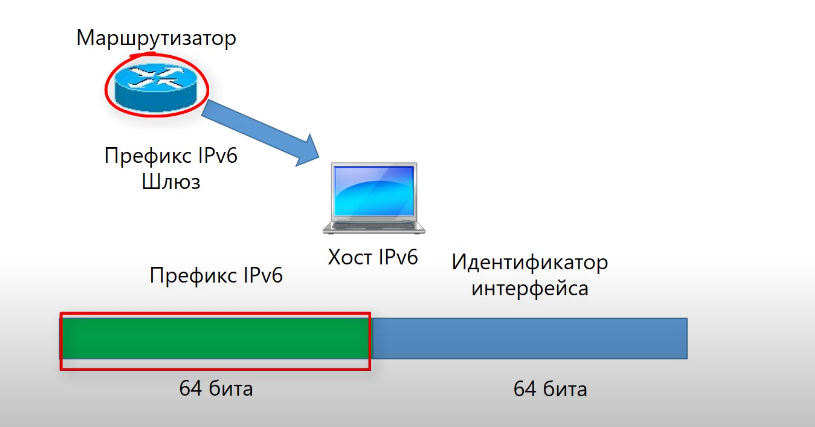 Маршрутизатор
Префикс IPv6
Шлюз
Хост IPv6
Префикс IPv6
Идентификатор
интерфейса
64 бита
64 бита